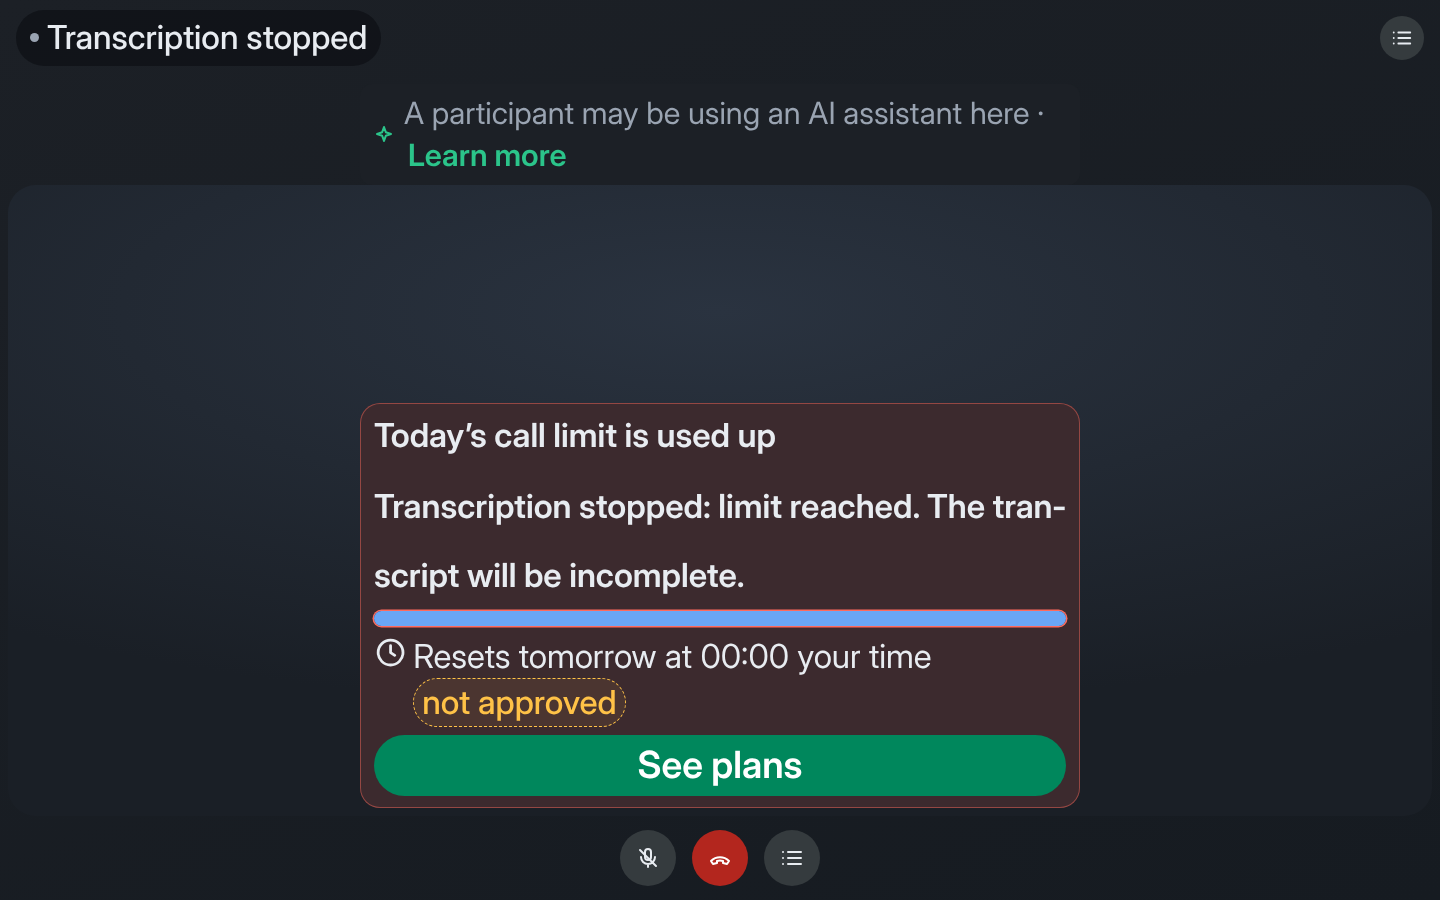 Transcription stopped
A participant may be using an AI assistant here ·
Learn more
Today’s call limit is used up
Transcription stopped: limit reached. The tran-
script will be incomplete.
Resets tomorrow at 00:00 your time
not approved
See plans